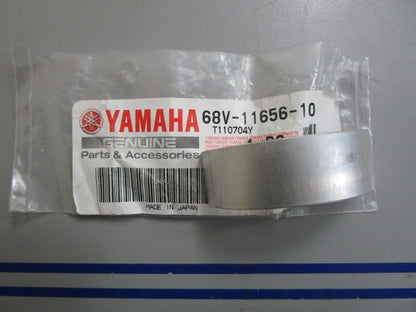 YAMAHA 68V-11656-10
T110704Y
GENUINE
Parts & Accessories
MADE IN JAPAN